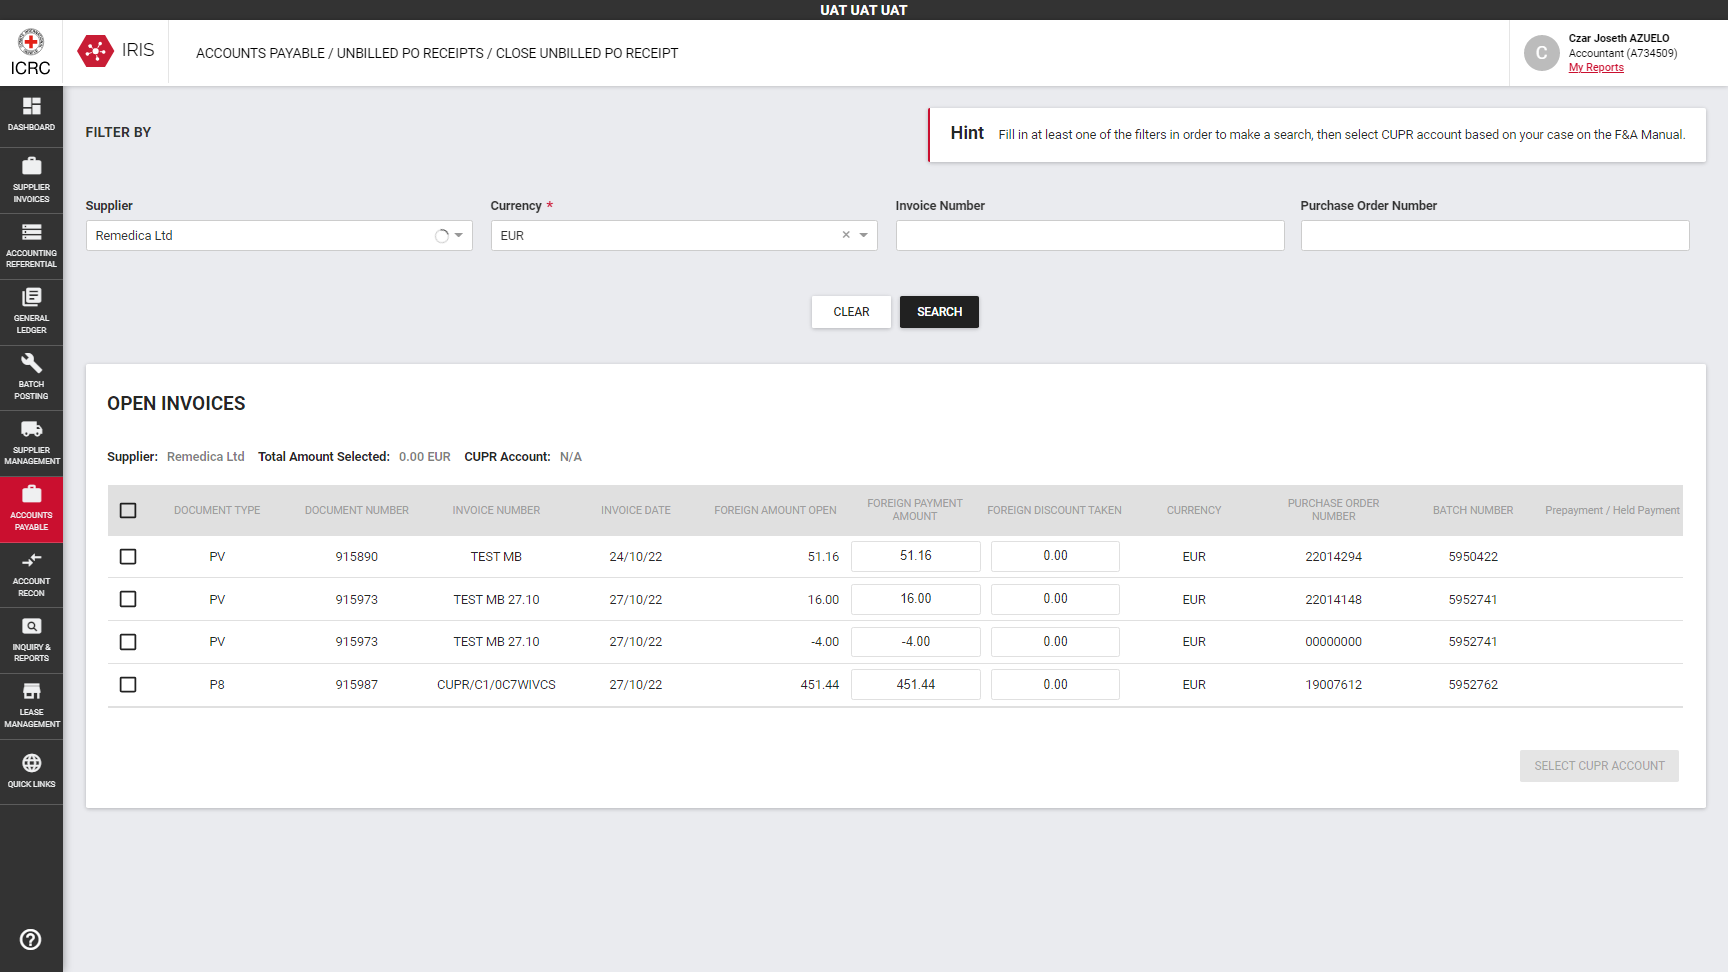 UAT UAT UAT
ICRC
IRIS
ACCOUNTS PAYABLE / UNBILLED PO RECEIPTS / CLOSE UNBILLED PO RECEIPT
C
Czar Joseth AZUELO
Accountant (A734509)
My Reports
DASHBOARD
SUPPLIER
INVOICES
ACCOUNTING
REFERENTIAL
GENERAL
LEDGER
BATCH
POSTING
SUPPLIER
MANAGEMENT
ACCOUNTS
PAYABLE
ACCOUNT
RECON
INQUIRY &
REPORTS
LEASE
MANAGEMENT
QUICK LINKS
FILTER BY
Hint Fill in at least one of the filters in order to make a search, then select CUPR account based on your case on the F&A Manual.
Supplier Currency * Invoice Number Purchase Order Number
Remedica Ltd EUR ×
CLEAR SEARCH
OPEN INVOICES
Supplier: Remedica Ltd Total Amount Selected: 0.00 EUR CUPR Account: N/A
DOCUMENT TYPE DOCUMENT NUMBER INVOICE NUMBER INVOICE DATE FOREIGN AMOUNT OPEN FOREIGN PAYMENT AMOUNT FOREIGN DISCOUNT TAKEN CURRENCY PURCHASE ORDER NUMBER BATCH NUMBER Prepayment / Held Payment
PV 915890 TEST MB 24/10/22 51.16 51.16 0.00 EUR 22014294 5950422
PV 915973 TEST MB 27.10 27/10/22 16.00 16.00 0.00 EUR 22014148 5952741
PV 915973 TEST MB 27.10 27/10/22 -4.00 -4.00 0.00 EUR 00000000 5952741
P8 915987 CUPR/C1/0C7WIVCS 27/10/22 451.44 451.44 0.00 EUR 19007612 5952762
SELECT CUPR ACCOUNT